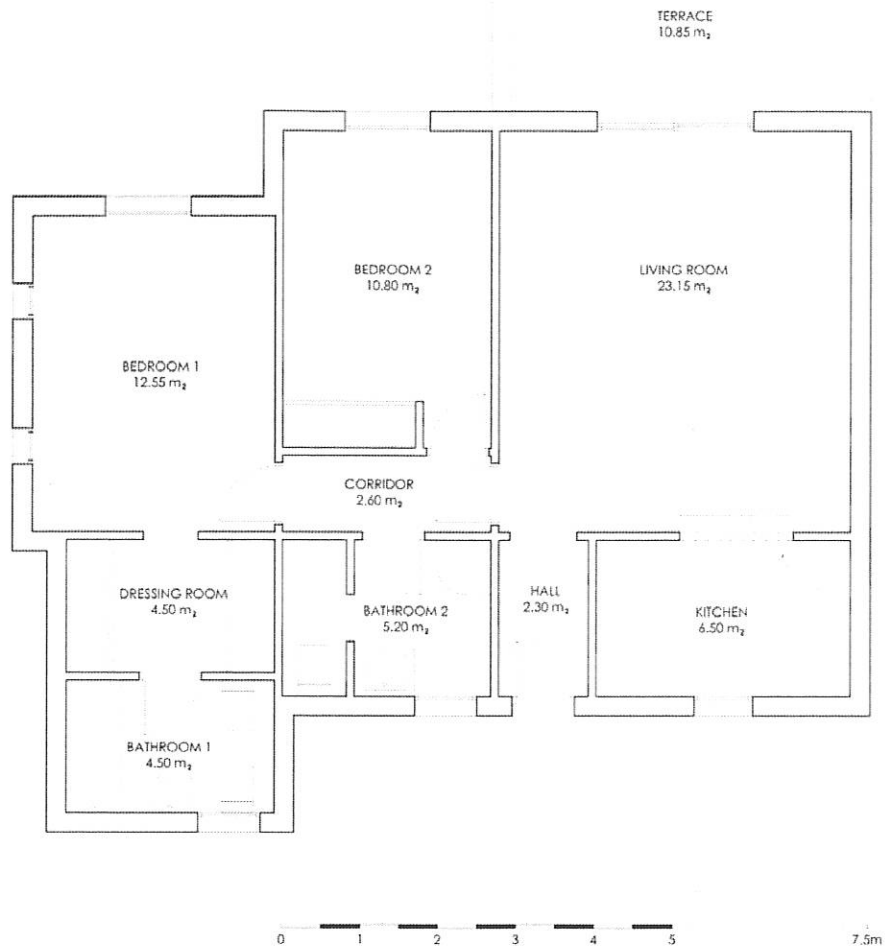 TERRACE
10.85 m₂
BEDROOM 2
10.80 m₂
LIVING ROOM
23.15 m₂
BEDROOM 1
12.55 m₂
CORRIDOR
2.60 m₂
DRESSING ROOM
4.50 m₂
BATHROOM 2
5.20 m₂
HALL
2.30 m₂
KITCHEN
6.50 m₂
BATHROOM 1
4.50 m₂
0 1 2 3 4 5 7.5m